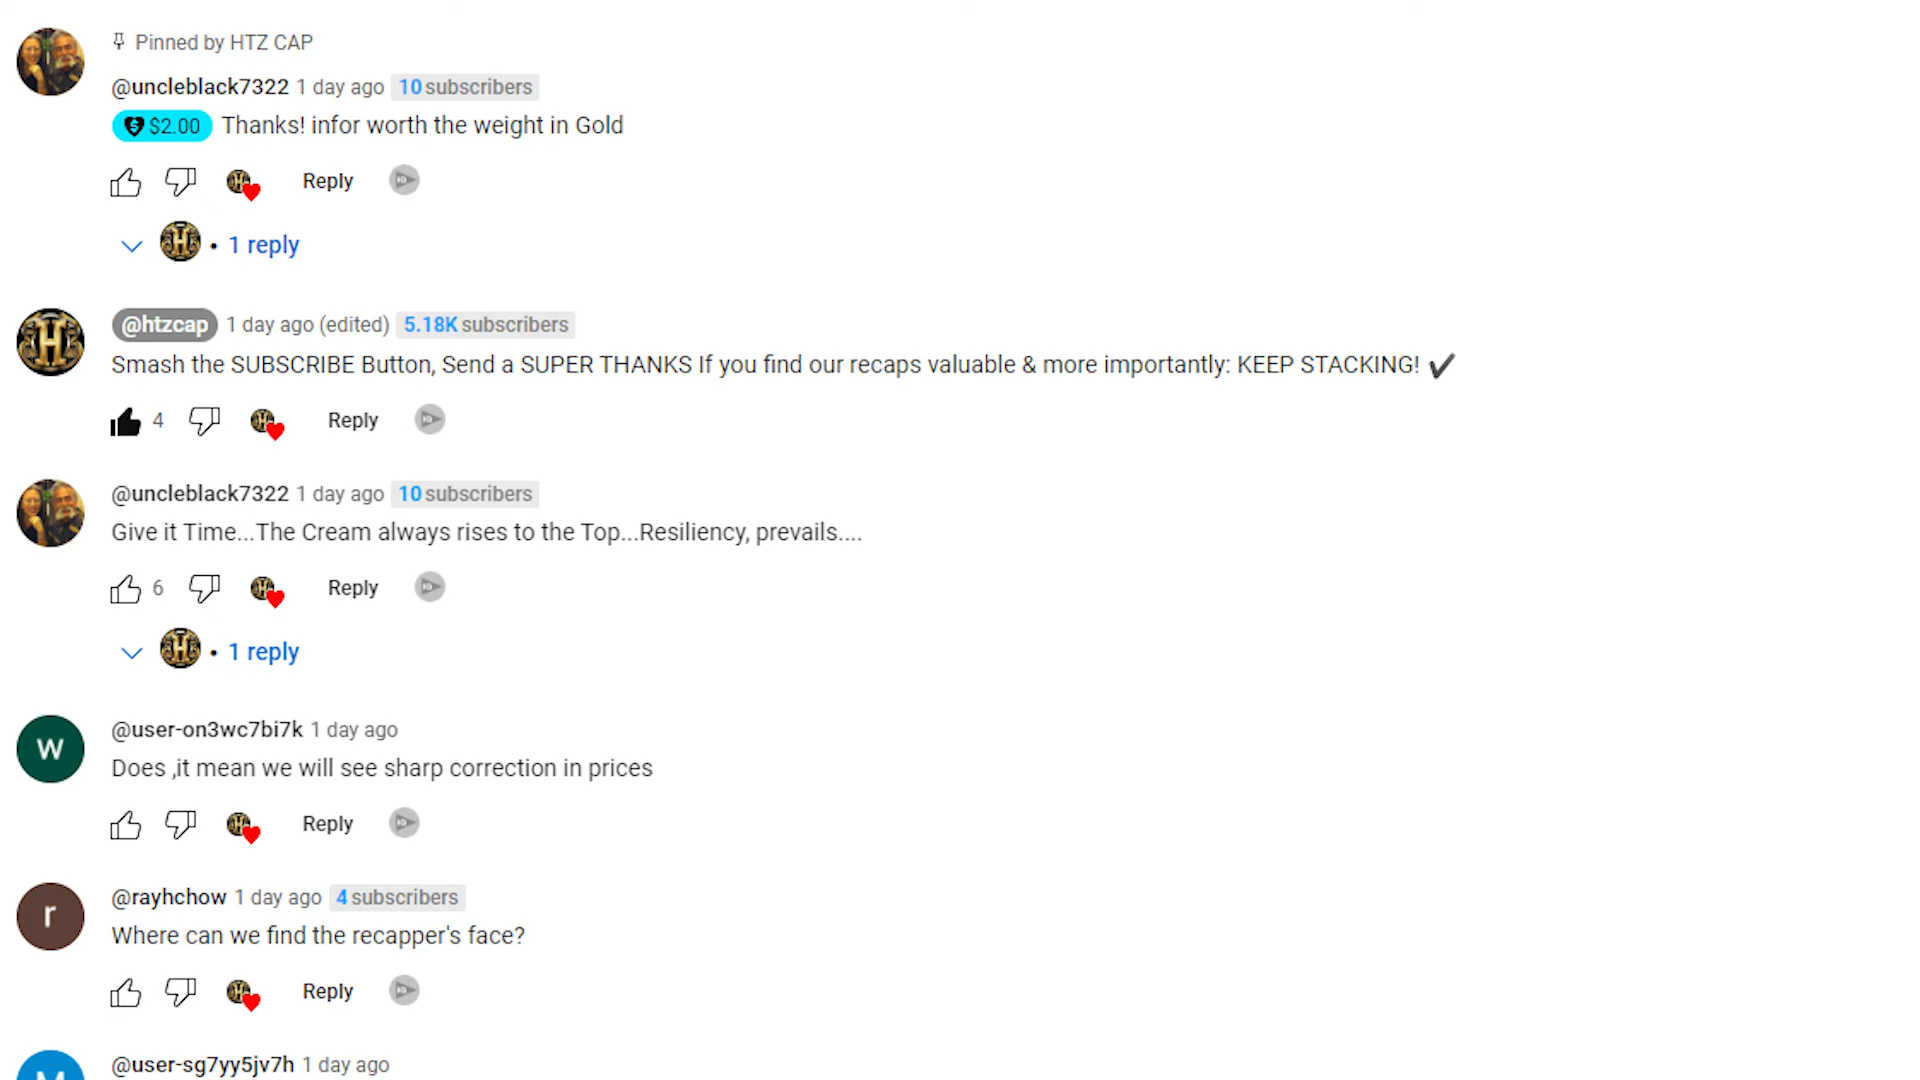 Pinned by HTZ CAP
@uncleblack7322 1 day ago 10 subscribers
$2.00 Thanks! infor worth the weight in Gold
Reply
H • 1 reply
H @htzcap 1 day ago (edited) 5.18K subscribers
Smash the SUBSCRIBE Button, Send a SUPER THANKS If you find our recaps valuable & more importantly: KEEP STACKING! ✔
4 Reply
@uncleblack7322 1 day ago 10 subscribers
Give it Time...The Cream always rises to the Top...Resiliency, prevails....
6 Reply
H • 1 reply
w @user-on3wc7bi7k 1 day ago
Does ,it mean we will see sharp correction in prices
Reply
r @rayhchow 1 day ago 4 subscribers
Where can we find the recapper's face?
Reply
@user-sg7yy5jv7h 1 day ago